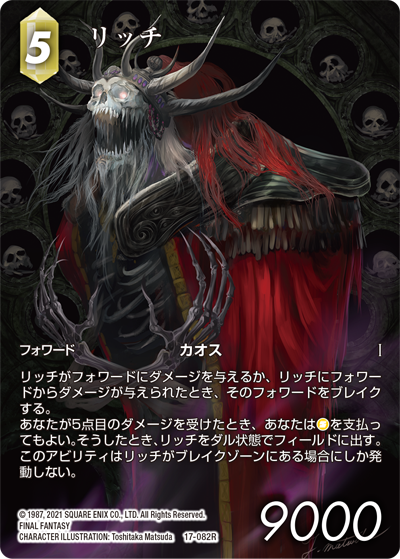 5
リッチ
フォワード カオス I
リッチがフォワードにダメージを与えるか、リッチにフォワー
ドからダメージが与えられたとき、そのフォワードをブレイク
する。
あなたが5点目のダメージを受けたとき、あなたは を支払っ
てもよい。そうしたとき、リッチをダル状態でフィールドに出す。
このアビリティはリッチがブレイクゾーンにある場合にしか発
動しない。
© 1987, 2021 SQUARE ENIX CO., LTD. All Rights Reserved.
FINAL FANTASY
CHARACTER ILLUSTRATION: Toshitaka Matsuda 17-082R
9000